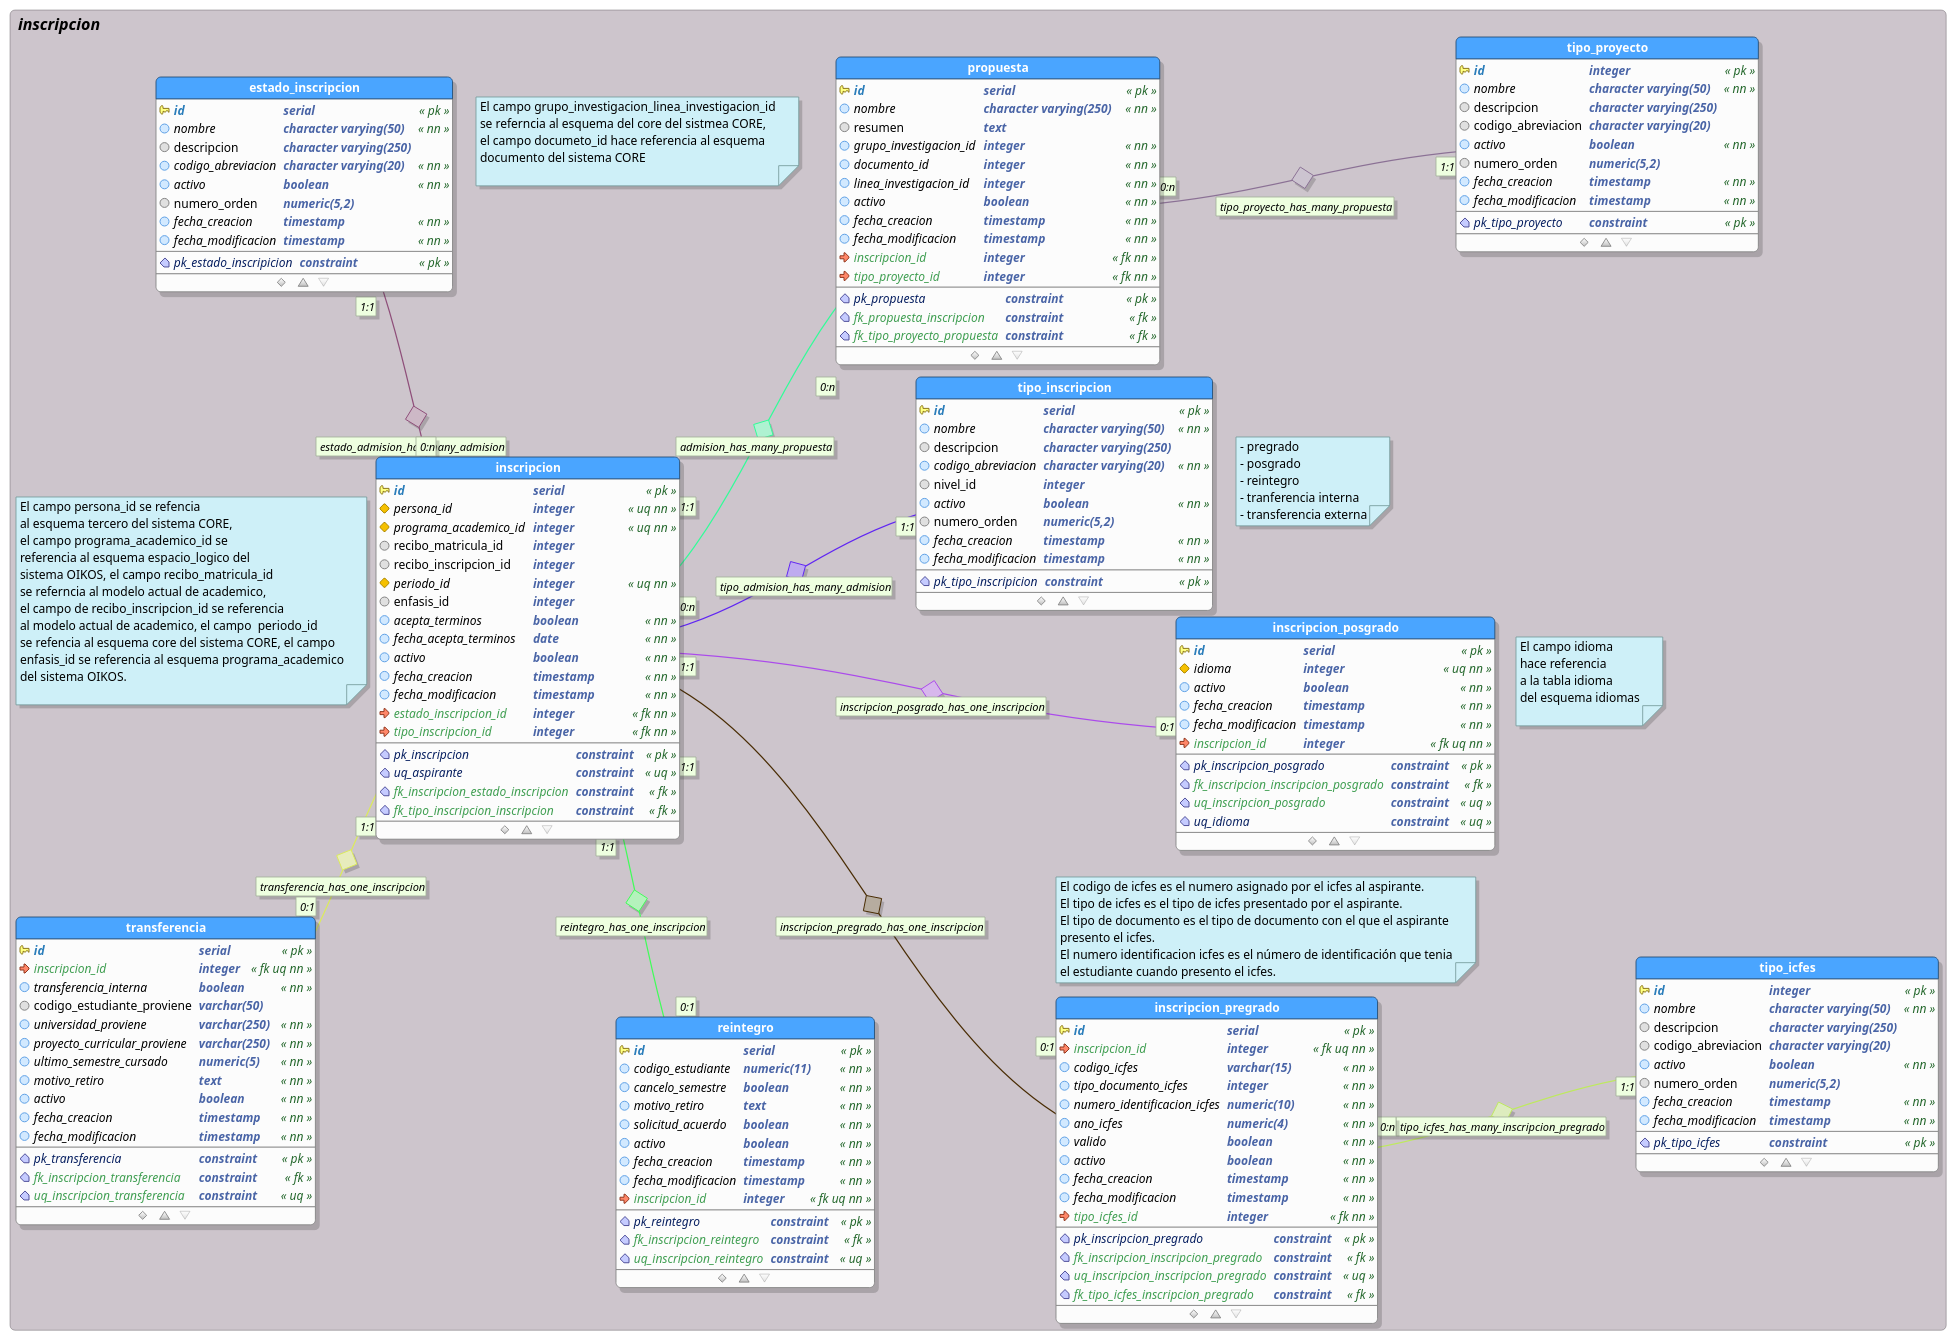 inscripcion
estado_inscripcion
id serial « pk »
nombre character varying(50) « nn »
descripcion character varying(250)
codigo_abreviacion character varying(20) « nn »
activo boolean « nn »
numero_orden numeric(5,2)
fecha_creacion timestamp « nn »
fecha_modificacion timestamp « nn »
pk_estado_inscripicion constraint « pk »
El campo grupo_investigacion_linea_investigacion_id
se referncia al esquema del core del sistmea CORE,
el campo documeto_id hace referencia al esquema
documento del sistema CORE
propuesta
id serial « pk »
nombre character varying(250) « nn »
resumen text
grupo_investigacion_id integer « nn »
documento_id integer « nn »
linea_investigacion_id integer « nn »
activo boolean « nn »
fecha_creacion timestamp « nn »
fecha_modificacion timestamp « nn »
inscripcion_id integer « fk nn »
tipo_proyecto_id integer « fk nn »
pk_propuesta constraint « pk »
fk_propuesta_inscripcion constraint « fk »
fk_tipo_proyecto_propuesta constraint « fk »
0:n
tipo_proyecto_has_many_propuesta
1:1
tipo_proyecto
id integer « pk »
nombre character varying(50) « nn »
descripcion character varying(250)
codigo_abreviacion character varying(20)
activo boolean « nn »
numero_orden numeric(5,2)
fecha_creacion timestamp « nn »
fecha_modificacion timestamp « nn »
pk_tipo_proyecto constraint « pk »
1:1
estado_admision_ha
0:n
any_admision
0:n
admision_has_many_propuesta
1:1
tipo_inscripcion
id serial « pk »
nombre character varying(50) « nn »
descripcion character varying(250)
codigo_abreviacion character varying(20) « nn »
nivel_id integer
activo boolean « nn »
numero_orden numeric(5,2)
fecha_creacion timestamp « nn »
fecha_modificacion timestamp « nn »
pk_tipo_inscripicion constraint « pk »
- pregrado
- posgrado
- reintegro
- tranferencia interna
- transferencia externa
1:1
tipo_admision_has_many_admision
0:n
El campo persona_id se refencia
al esquema tercero del sistema CORE,
el campo programa_academico_id se
referencia al esquema espacio_logico del
sistema OIKOS, el campo recibo_matricula_id
se referncia al modelo actual de academico,
el campo de recibo_inscripcion_id se referencia
al modelo actual de academico, el campo  periodo_id
se refencia al esquema core del sistema CORE, el campo
enfasis_id se referencia al esquema programa_academico
del sistema OIKOS.
inscripcion
id serial « pk »
persona_id integer « uq nn »
programa_academico_id integer « uq nn »
recibo_matricula_id integer
recibo_inscripcion_id integer
periodo_id integer « uq nn »
enfasis_id integer
acepta_terminos boolean « nn »
fecha_acepta_terminos date « nn »
activo boolean « nn »
fecha_creacion timestamp « nn »
fecha_modificacion timestamp « nn »
estado_inscripcion_id integer « fk nn »
tipo_inscripcion_id integer « fk nn »
pk_inscripcion constraint « pk »
uq_aspirante constraint « uq »
fk_inscripcion_estado_inscripcion constraint « fk »
fk_tipo_inscripcion_inscripcion constraint « fk »
1:1
inscripcion_posgrado_has_one_inscripcion
0:1
inscripcion_posgrado
id serial « pk »
idioma integer « uq nn »
activo boolean « nn »
fecha_creacion timestamp « nn »
fecha_modificacion timestamp « nn »
inscripcion_id integer « fk uq nn »
pk_inscripcion_posgrado constraint « pk »
fk_inscripcion_inscripcion_posgrado constraint « fk »
uq_inscripcion_posgrado constraint « uq »
uq_idioma constraint « uq »
El campo idioma
hace referencia
a la tabla idioma
del esquema idiomas
1:1
1:1
transferencia_has_one_inscripcion
0:1
1:1
reintegro_has_one_inscripcion
0:1
inscripcion_pregrado_has_one_inscripcion
0:1
transferencia
id serial « pk »
inscripcion_id integer « fk uq nn »
transferencia_interna boolean « nn »
codigo_estudiante_proviene varchar(50)
universidad_proviene varchar(250) « nn »
proyecto_curricular_proviene varchar(250) « nn »
ultimo_semestre_cursado numeric(5) « nn »
motivo_retiro text « nn »
activo boolean « nn »
fecha_creacion timestamp « nn »
fecha_modificacion timestamp « nn »
pk_transferencia constraint « pk »
fk_inscripcion_transferencia constraint « fk »
uq_inscripcion_transferencia constraint « uq »
reintegro
id serial « pk »
codigo_estudiante numeric(11) « nn »
cancelo_semestre boolean « nn »
motivo_retiro text « nn »
solicitud_acuerdo boolean « nn »
activo boolean « nn »
fecha_creacion timestamp « nn »
fecha_modificacion timestamp « nn »
inscripcion_id integer « fk uq nn »
pk_reintegro constraint « pk »
fk_inscripcion_reintegro constraint « fk »
uq_inscripcion_reintegro constraint « uq »
El codigo de icfes es el numero asignado por el icfes al aspirante.
El tipo de icfes es el tipo de icfes presentado por el aspirante.
El tipo de documento es el tipo de documento con el que el aspirante
presento el icfes.
El numero identificacion icfes es el número de identificación que tenia
el estudiante cuando presento el icfes.
inscripcion_pregrado
id serial « pk »
inscripcion_id integer « fk uq nn »
codigo_icfes varchar(15) « nn »
tipo_documento_icfes integer « nn »
numero_identificacion_icfes numeric(10) « nn »
ano_icfes numeric(4) « nn »
valido boolean « nn »
activo boolean « nn »
fecha_creacion timestamp « nn »
fecha_modificacion timestamp « nn »
tipo_icfes_id integer « fk nn »
pk_inscripcion_pregrado constraint « pk »
fk_inscripcion_inscripcion_pregrado constraint « fk »
uq_inscripcion_inscripcion_pregrado constraint « uq »
fk_tipo_icfes_inscripcion_pregrado constraint « fk »
0:n
tipo_icfes_has_many_inscripcion_pregrado
1:1
tipo_icfes
id integer « pk »
nombre character varying(50) « nn »
descripcion character varying(250)
codigo_abreviacion character varying(20)
activo boolean « nn »
numero_orden numeric(5,2)
fecha_creacion timestamp « nn »
fecha_modificacion timestamp « nn »
pk_tipo_icfes constraint « pk »